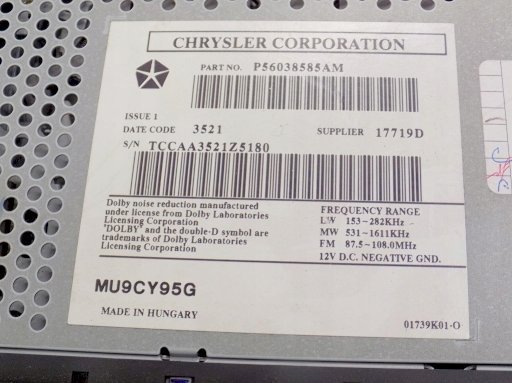 CHRYSLER CORPORATION
PART NO. P56038585AM
ISSUE 1
DATE CODE 3521 SUPPLIER 17719D
S/N TCCAA3521Z5180
Dolby noise reduction manufactured
under license from Dolby Laboratories
Licensing Corporation
"DOLBY" and the double-D symbol are
trademarks of Dolby Laboratories
Licensing Corporation
FREQUENCY RANGE
LW 153-282KHz
MW 531-1611KHz
FM 87.5-108.0MHz
12V D.C. NEGATIVE GND.
MU9CY95G
MADE IN HUNGARY
01739K01-O